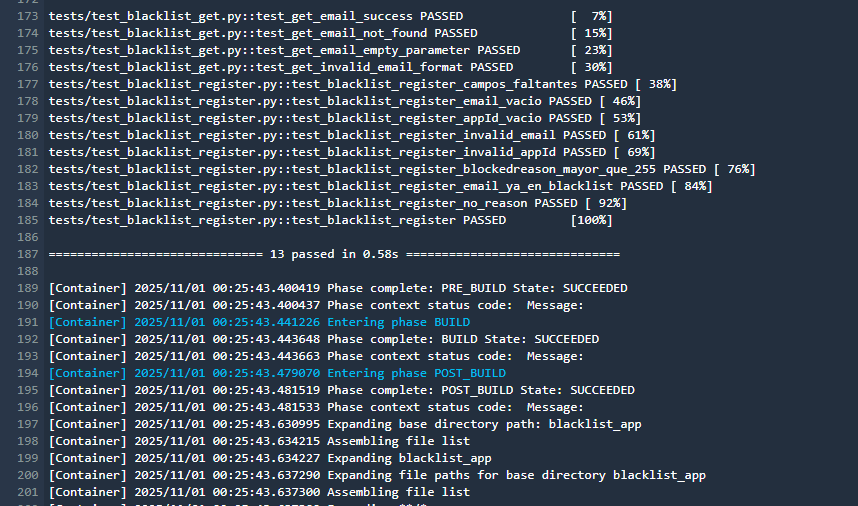 172
173 tests/test_blacklist_get.py::test_get_email_success PASSED [ 7%]
174 tests/test_blacklist_get.py::test_get_email_not_found PASSED [ 15%]
175 tests/test_blacklist_get.py::test_get_email_empty_parameter PASSED [ 23%]
176 tests/test_blacklist_get.py::test_get_invalid_email_format PASSED [ 30%]
177 tests/test_blacklist_register.py::test_blacklist_register_campos_faltantes PASSED [ 38%]
178 tests/test_blacklist_register.py::test_blacklist_register_email_vacio PASSED [ 46%]
179 tests/test_blacklist_register.py::test_blacklist_register_appId_vacio PASSED [ 53%]
180 tests/test_blacklist_register.py::test_blacklist_register_invalid_email PASSED [ 61%]
181 tests/test_blacklist_register.py::test_blacklist_register_invalid_appId PASSED [ 69%]
182 tests/test_blacklist_register.py::test_blacklist_register_blockedreason_mayor_que_255 PASSED [ 76%]
183 tests/test_blacklist_register.py::test_blacklist_register_email_ya_en_blacklist PASSED [ 84%]
184 tests/test_blacklist_register.py::test_blacklist_register_no_reason PASSED [ 92%]
185 tests/test_blacklist_register.py::test_blacklist_register PASSED [100%]
186
187 ============================== 13 passed in 0.58s ==============================
188
189 [Container] 2025/11/01 00:25:43.400419 Phase complete: PRE_BUILD State: SUCCEEDED
190 [Container] 2025/11/01 00:25:43.400437 Phase context status code:  Message:
191 [Container] 2025/11/01 00:25:43.441226 Entering phase BUILD
192 [Container] 2025/11/01 00:25:43.443648 Phase complete: BUILD State: SUCCEEDED
193 [Container] 2025/11/01 00:25:43.443663 Phase context status code:  Message:
194 [Container] 2025/11/01 00:25:43.479070 Entering phase POST_BUILD
195 [Container] 2025/11/01 00:25:43.481519 Phase complete: POST_BUILD State: SUCCEEDED
196 [Container] 2025/11/01 00:25:43.481533 Phase context status code:  Message:
197 [Container] 2025/11/01 00:25:43.630995 Expanding base directory path: blacklist_app
198 [Container] 2025/11/01 00:25:43.634215 Assembling file list
199 [Container] 2025/11/01 00:25:43.634227 Expanding blacklist_app
200 [Container] 2025/11/01 00:25:43.637290 Expanding file paths for base directory blacklist_app
201 [Container] 2025/11/01 00:25:43.637300 Assembling file list